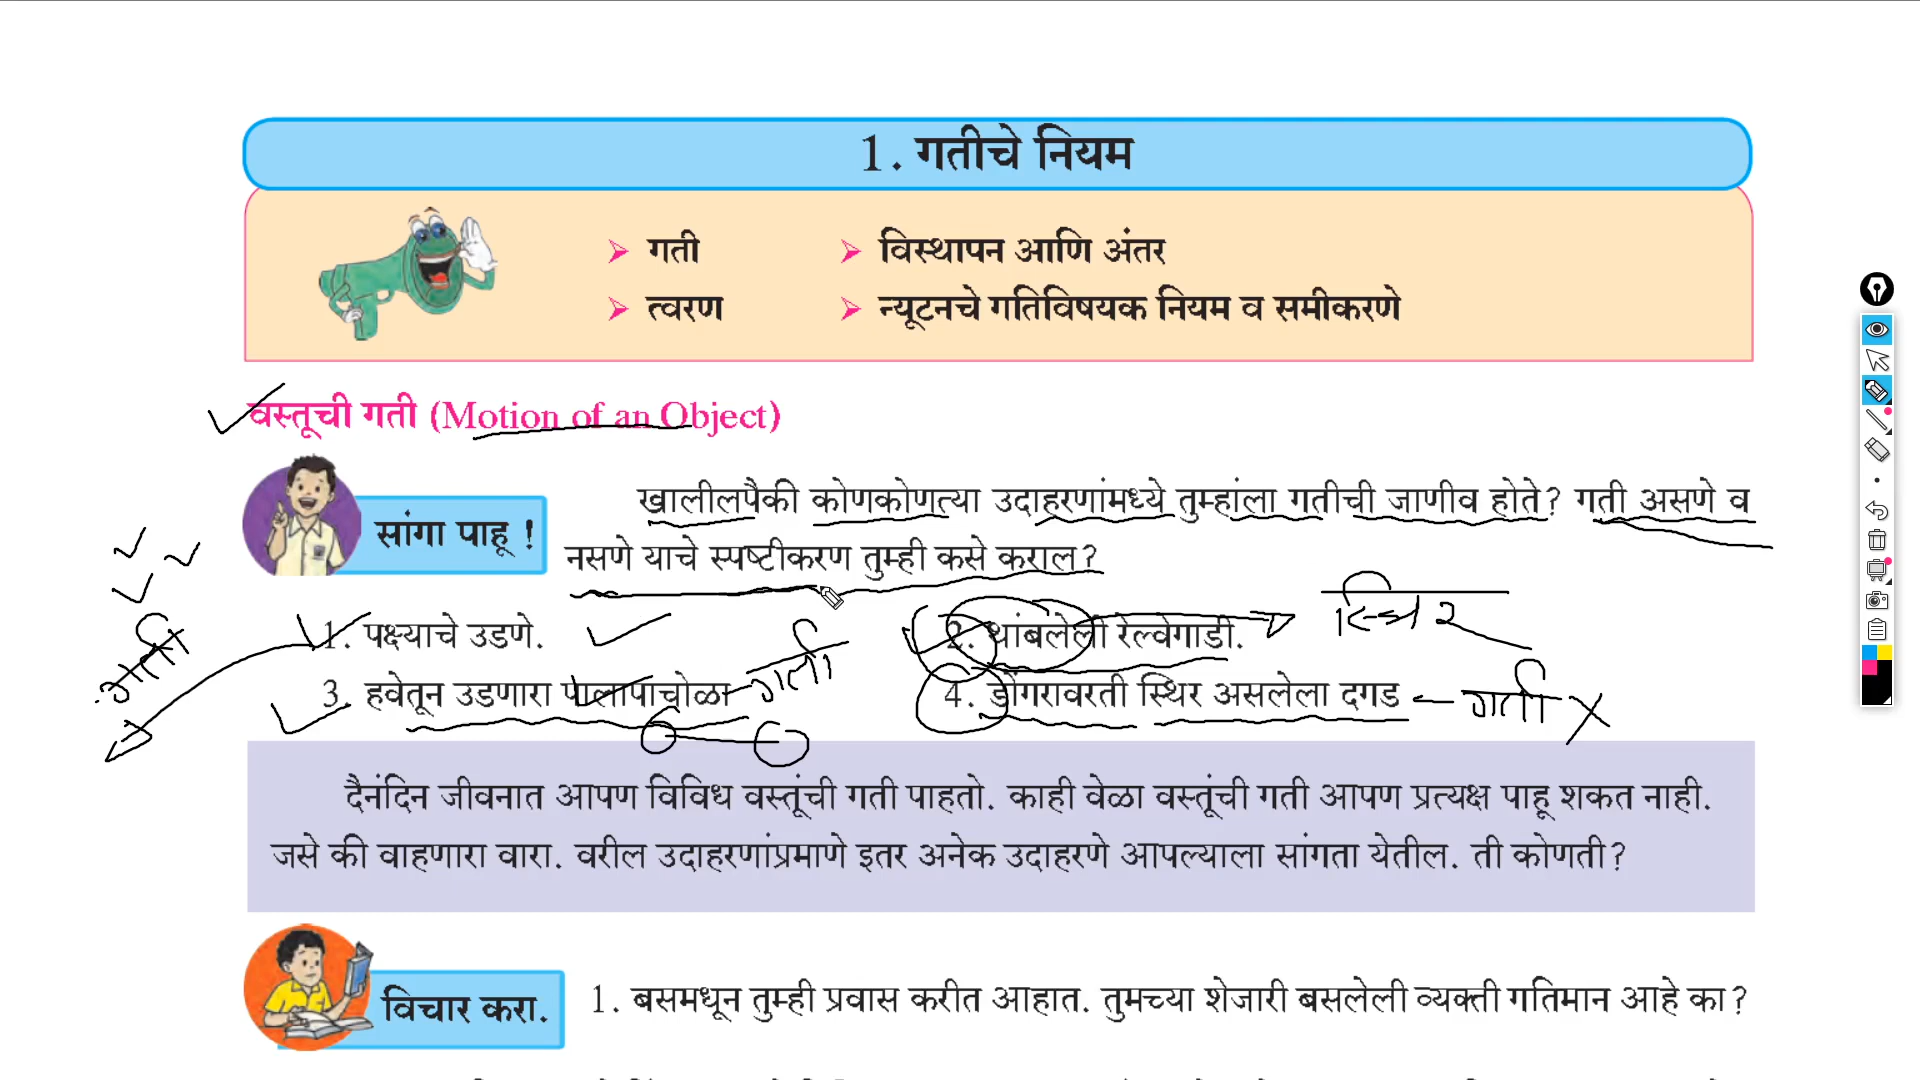 1. गतीचे नियम
गती
विस्थापन आणि अंतर
त्वरण
न्यूटनचे गतिविषयक नियम व समीकरणे
वस्तूची गती (Motion of an Object)
सांगा पाहू !
खालीलपैकी कोणकोणत्या उदाहरणांमध्ये तुम्हांला गतीची जाणीव होते? गती असणे व
नसणे याचे स्पष्टीकरण तुम्ही कसे कराल?
1. पक्ष्याचे उडणे.
2. थांबलेली रेल्वेगाडी.
स्थिर
गती
3. हवेतून उडणारा पालापाचोळा
गती
4. डोंगरावरती स्थिर असलेला दगड
गती
दैनंदिन जीवनात आपण विविध वस्तूंची गती पाहतो. काही वेळा वस्तूंची गती आपण प्रत्यक्ष पाहू शकत नाही.
जसे की वाहणारा वारा. वरील उदाहरणांप्रमाणे इतर अनेक उदाहरणे आपल्याला सांगता येतील. ती कोणती?
विचार करा.
1. बसमधून तुम्ही प्रवास करीत आहात. तुमच्या शेजारी बसलेली व्यक्ती गतिमान आहे का?